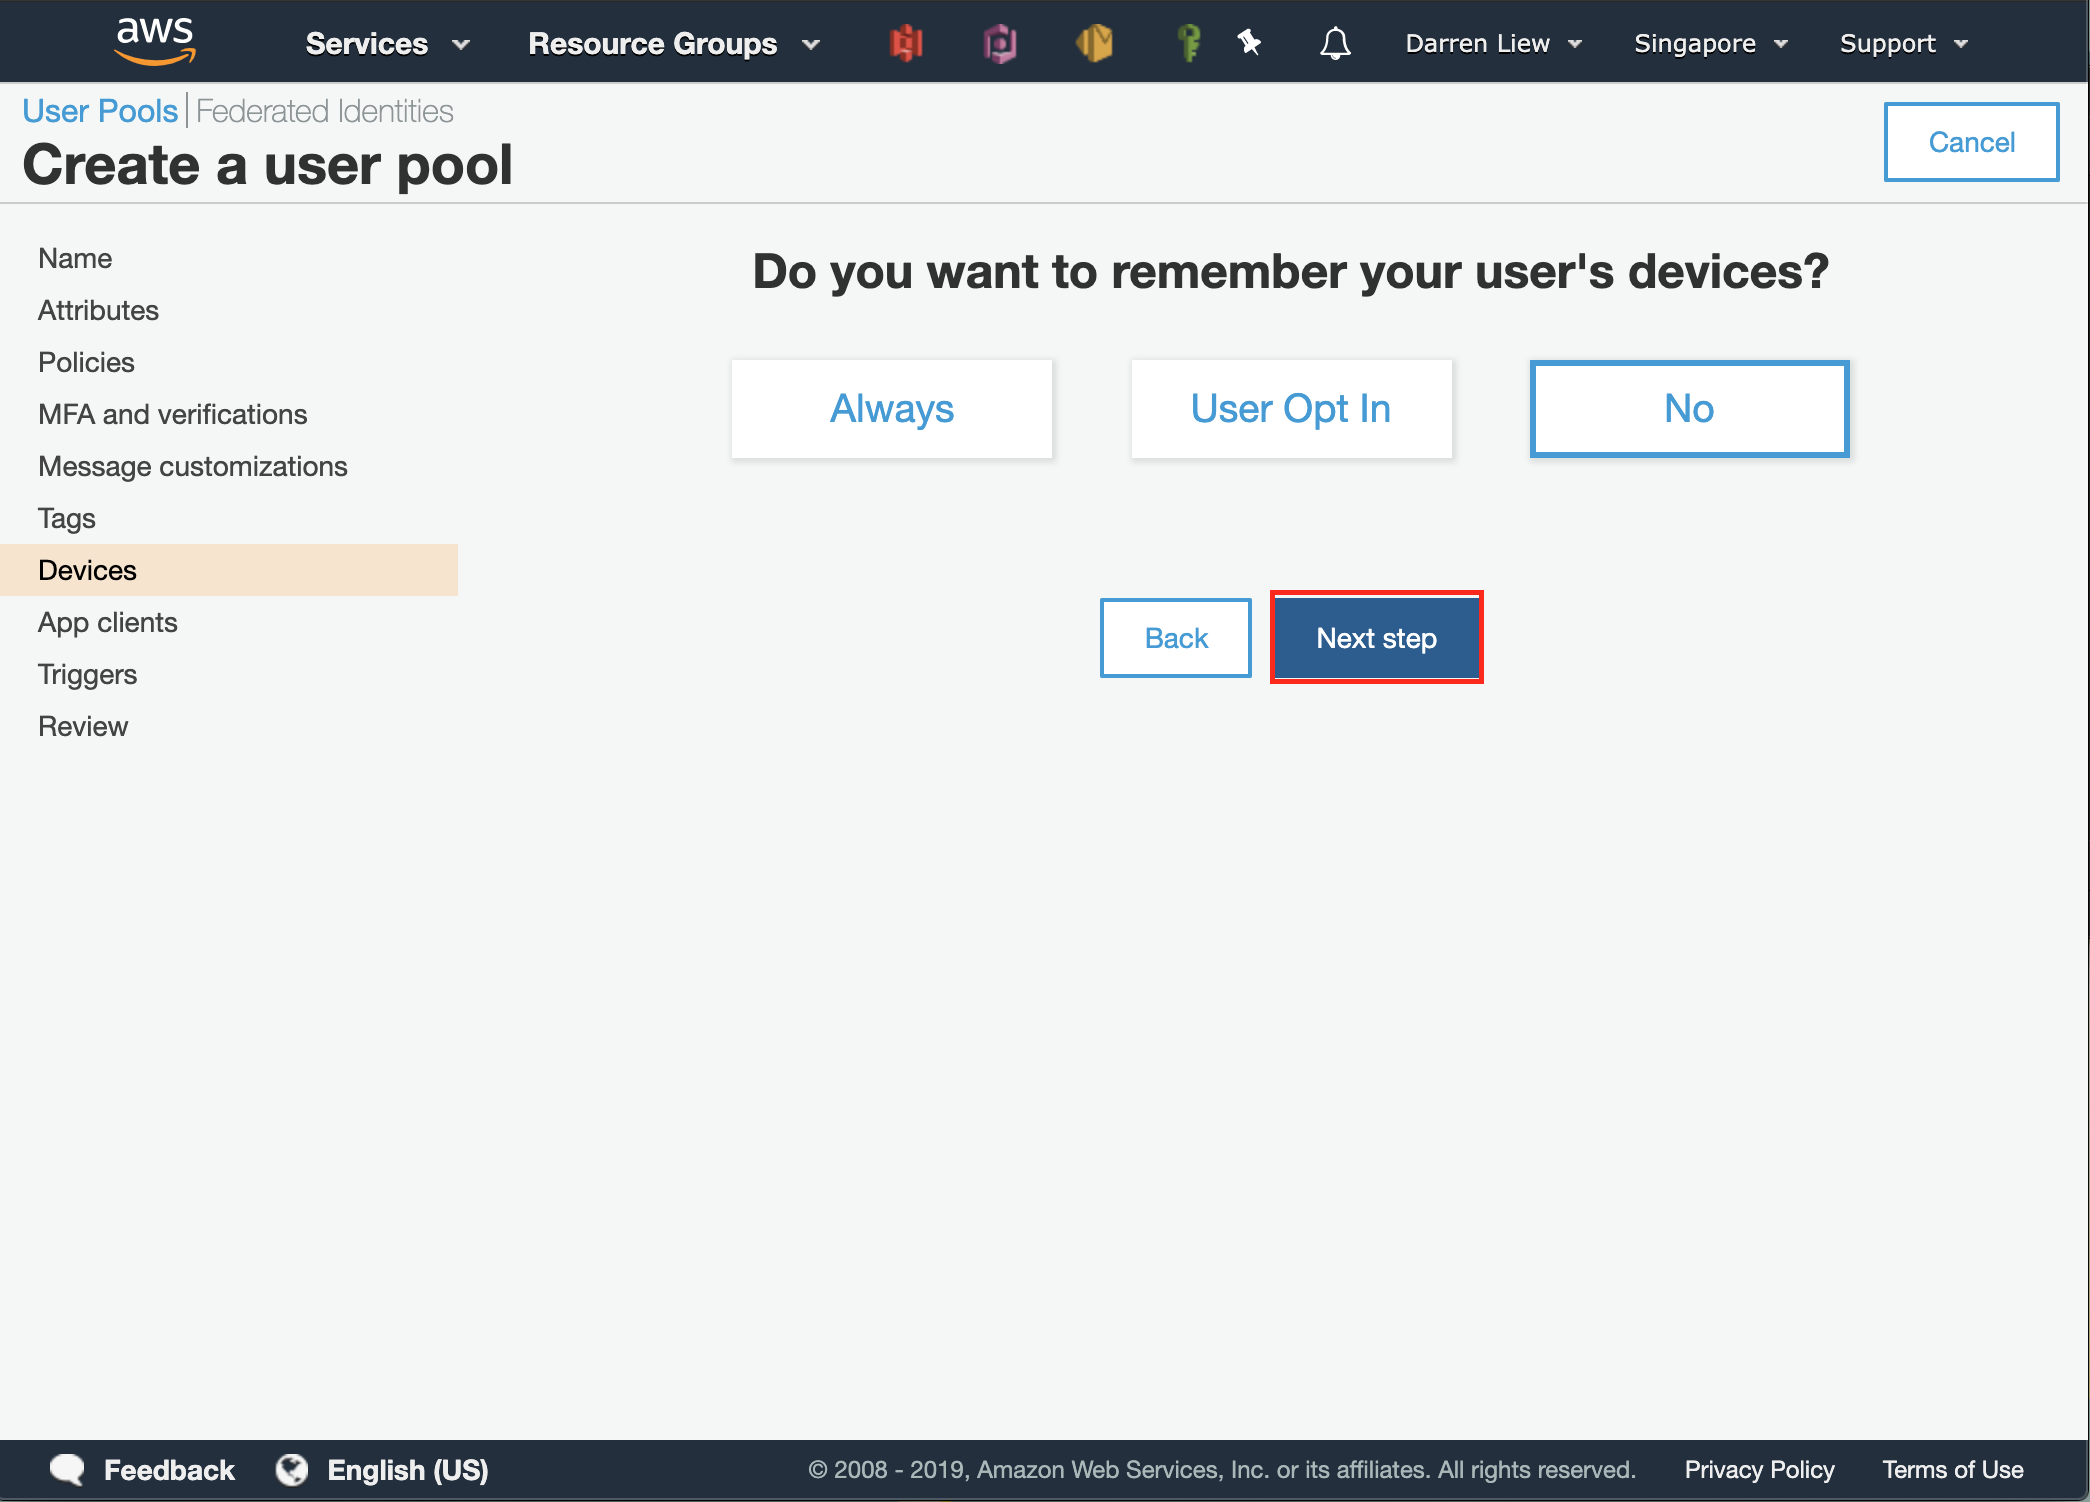 aws Services Resource Groups Darren Liew Singapore Support
User Pools Federated Identities
Create a user pool
Cancel
Name
Attributes
Policies
MFA and verifications
Message customizations
Tags
Devices
App clients
Triggers
Review
Do you want to remember your user's devices?
Always User Opt In No
Back Next step
Feedback English (US) © 2008 - 2019, Amazon Web Services, Inc. or its affiliates. All rights reserved. Privacy Policy Terms of Use